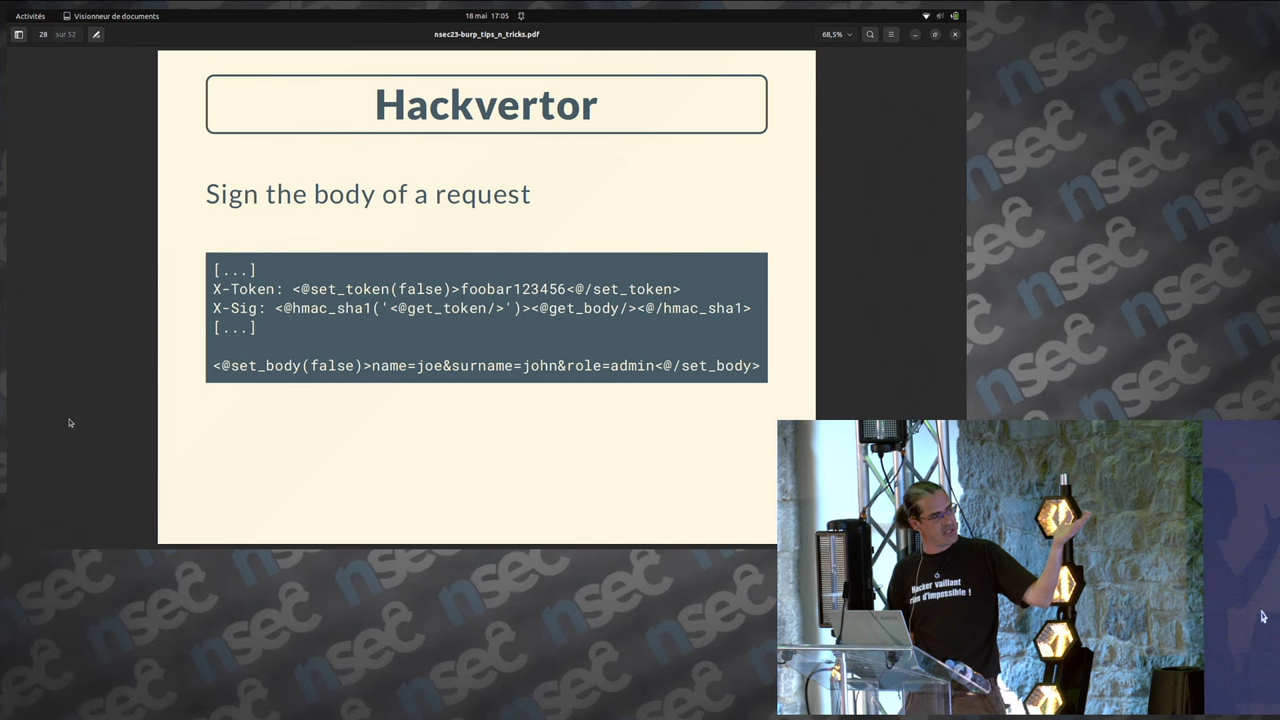 Activités
Visionneur de documents
18 mai 17:05
28 sur 52
nsec23-burp_tips_n_tricks.pdf
68,5%
Hackvertor
Sign the body of a request
[...]
X-Token: <@set_token(false)>foobar123456<@/set_token>
X-Sig: <@hmac_sha1('<@get_token/>')><@get_body/><@/hmac_sha1>
[...]
<@set_body(false)>name=joe&surname=john&role=admin<@/set_body>
Hacker vaillant
rien d'impossible !
nsec